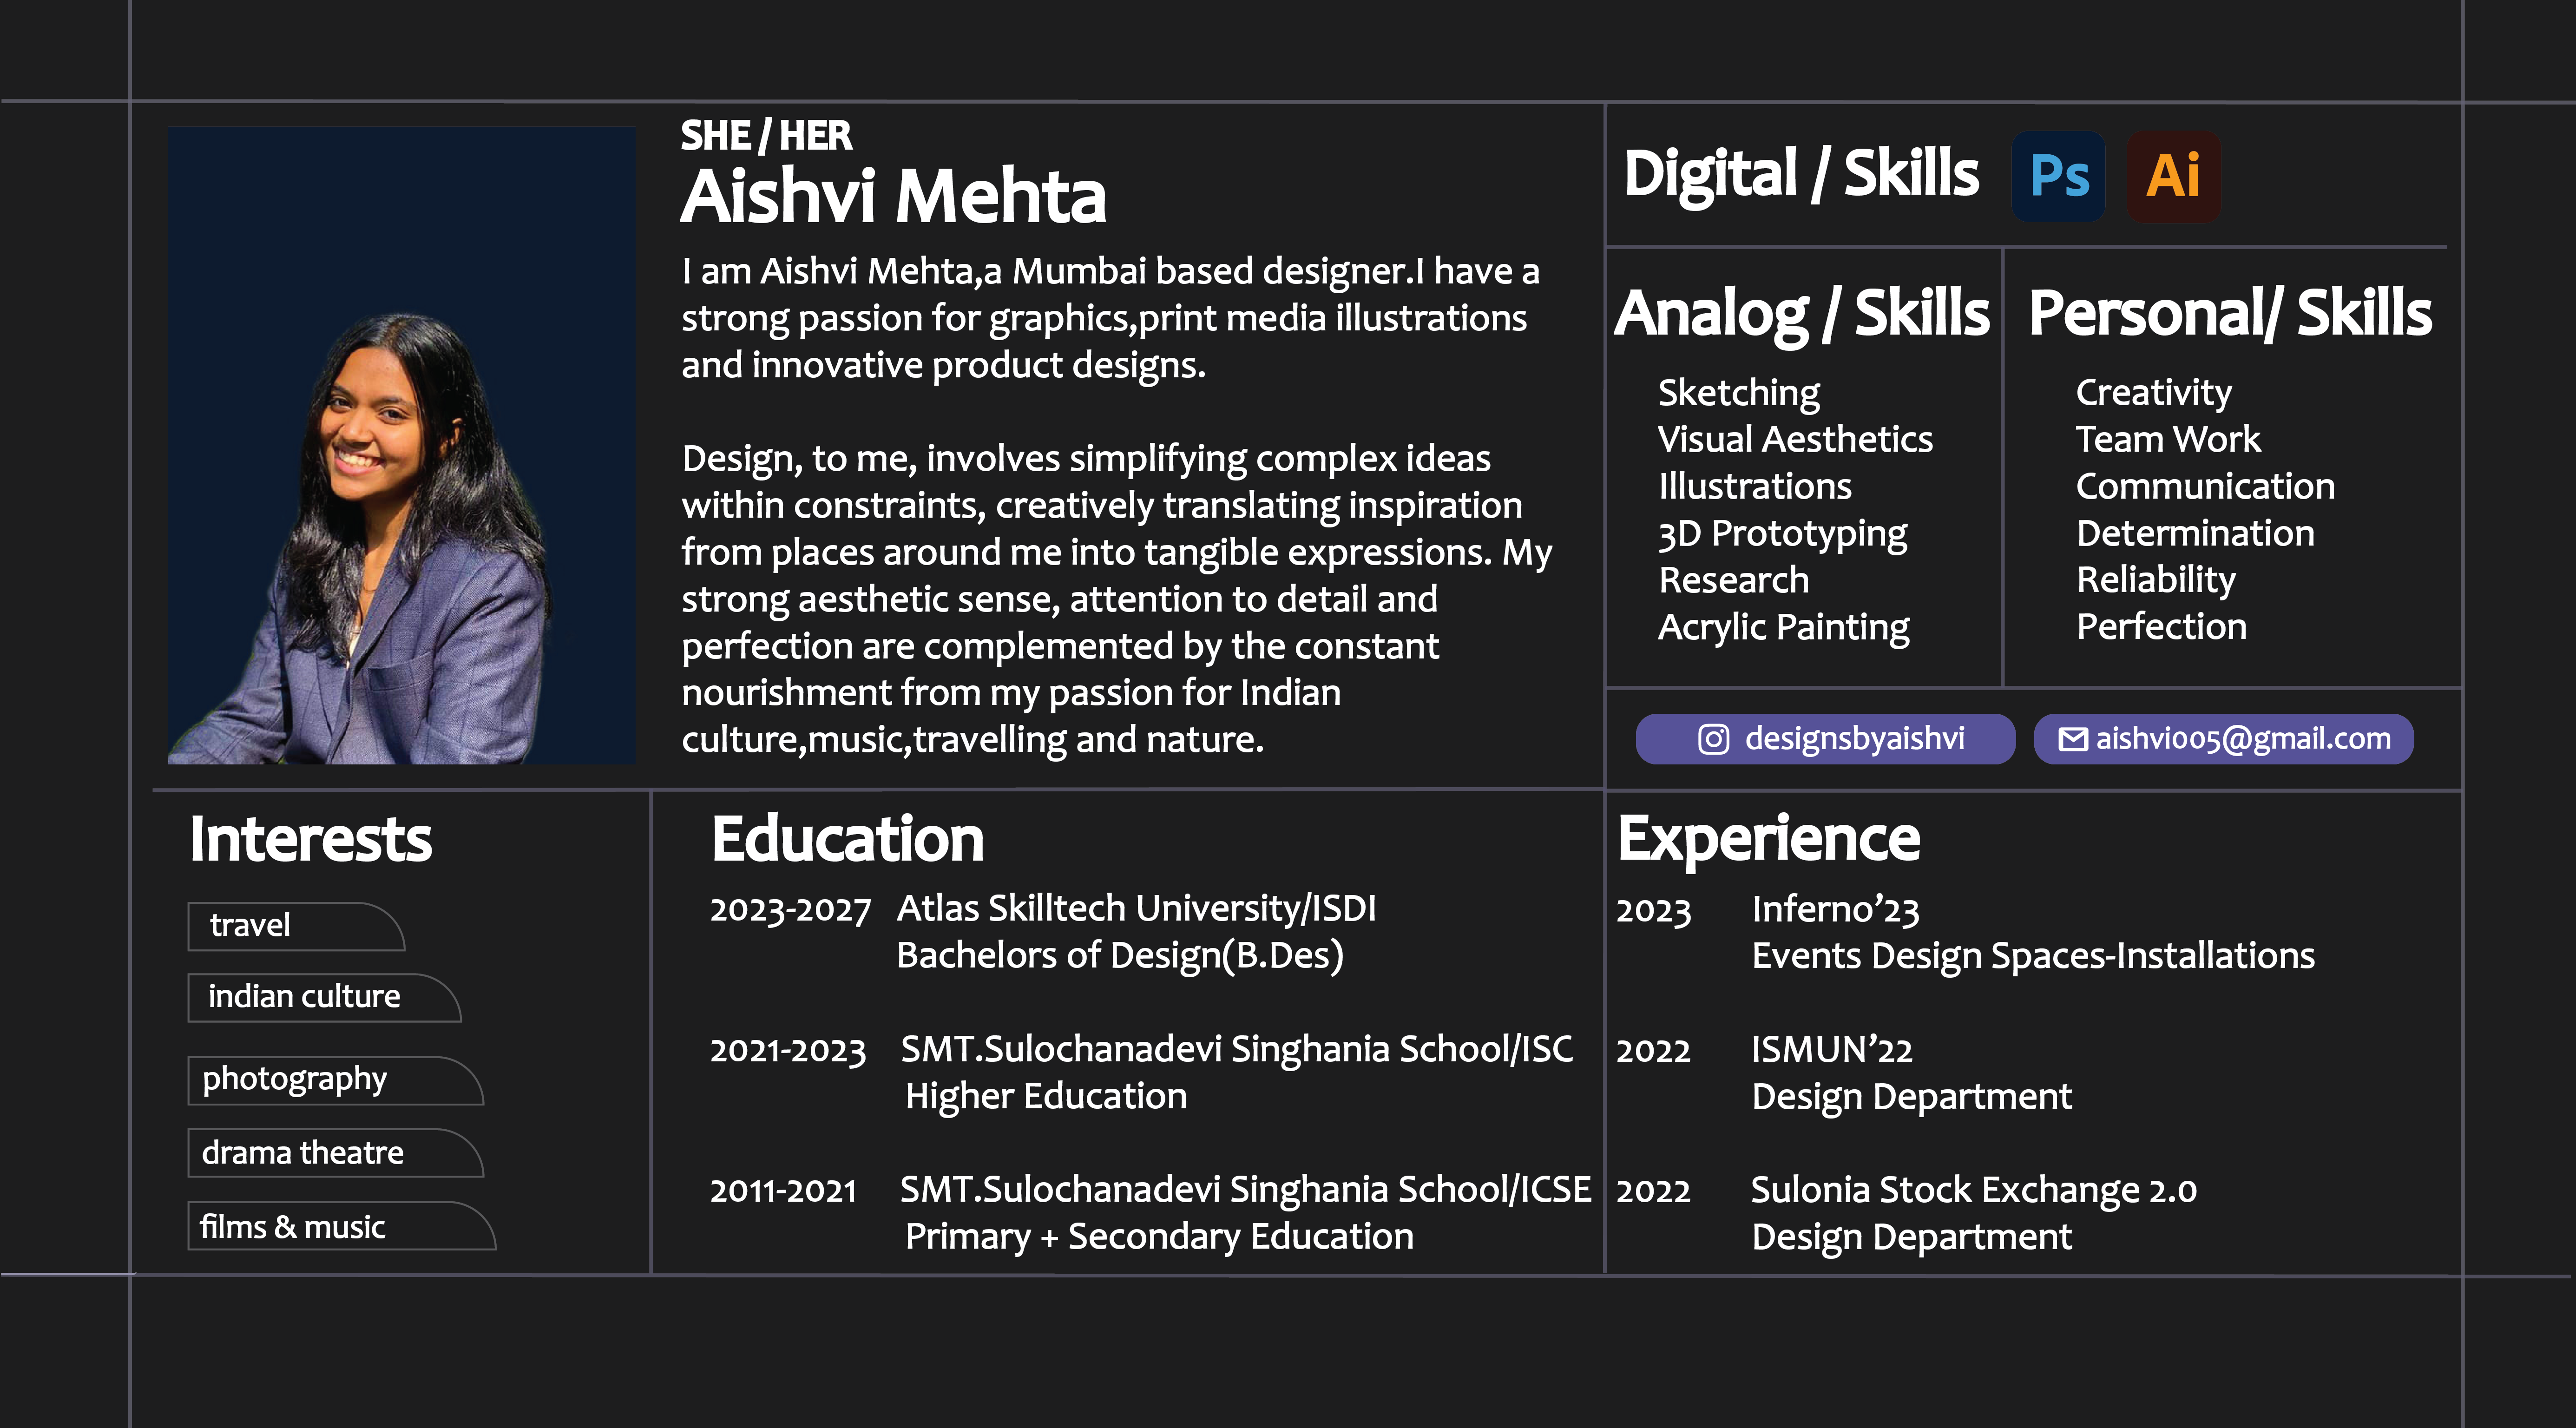 SHE / HER
Aishvi Mehta
I am Aishvi Mehta,a Mumbai based designer.I have a
strong passion for graphics,print media illustrations
and innovative product designs.
Design, to me, involves simplifying complex ideas
within constraints, creatively translating inspiration
from places around me into tangible expressions. My
strong aesthetic sense, attention to detail and
perfection are complemented by the constant
nourishment from my passion for Indian
culture,music,travelling and nature.
Digital / Skills
Ps
Ai
Analog / Skills
Sketching
Visual Aesthetics
Illustrations
3D Prototyping
Research
Acrylic Painting
Personal/ Skills
Creativity
Team Work
Communication
Determination
Reliability
Perfection
designsbyaishvi
aishvi005@gmail.com
Interests
travel
indian culture
photography
drama theatre
films & music
Education
2023-2027 Atlas Skilltech University/ISDI
Bachelors of Design(B.Des)
2021-2023 SMT.Sulochanadevi Singhania School/ISC
Higher Education
2011-2021 SMT.Sulochanadevi Singhania School/ICSE
Primary + Secondary Education
Experience
2023 Inferno’23
Events Design Spaces-Installations
2022 ISMUN’22
Design Department
2022 Sulonia Stock Exchange 2.0
Design Department